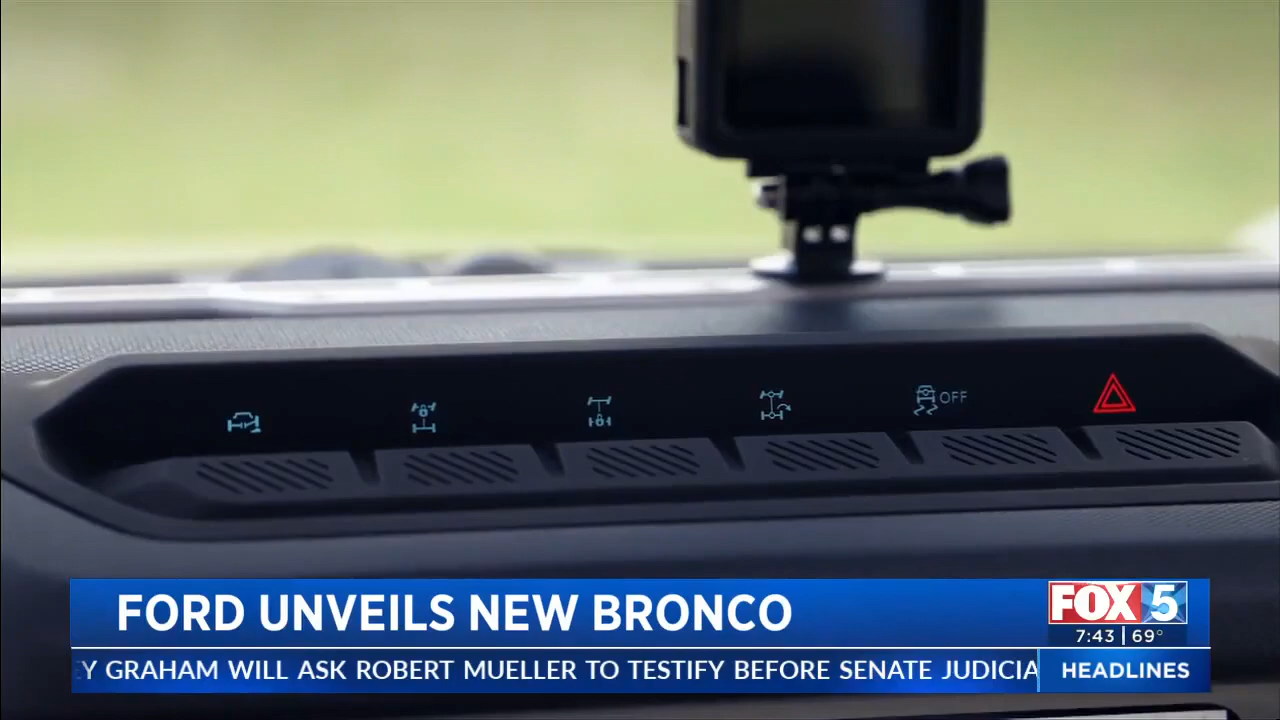 OFF
FORD UNVEILS NEW BRONCO
FOX 5
7:43 | 69°
Y GRAHAM WILL ASK ROBERT MUELLER TO TESTIFY BEFORE SENATE JUDICIA
HEADLINES